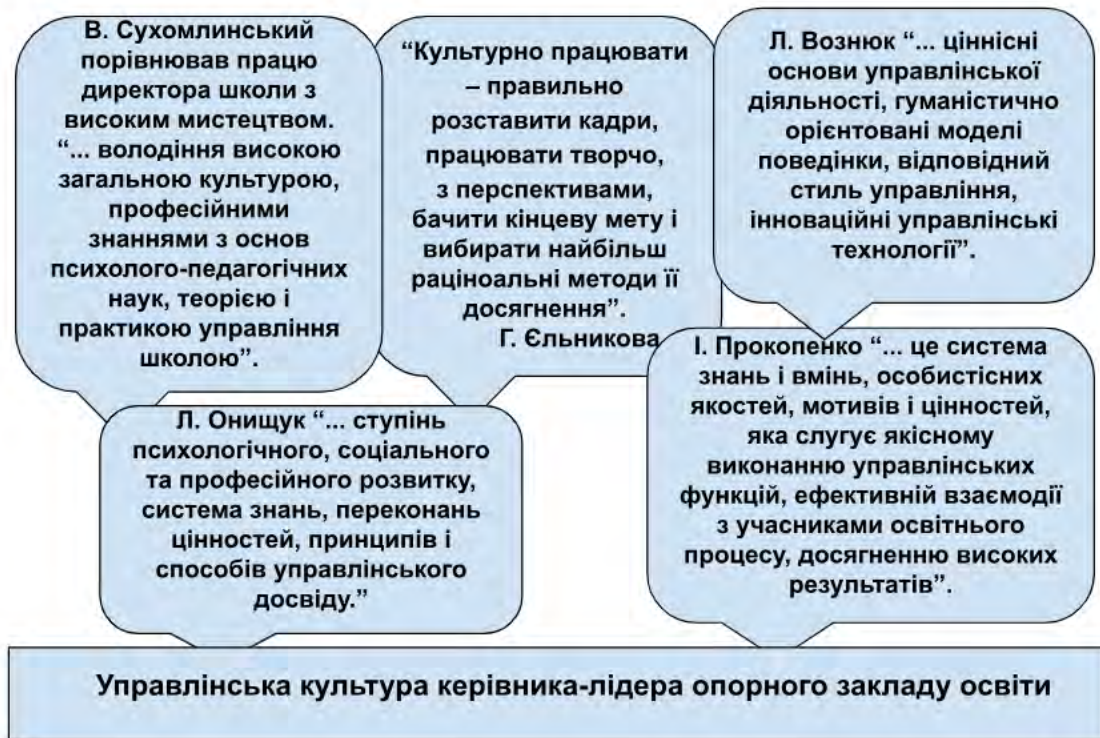 В. Сухомлинський
порівнював працю
директора школи з
високим мистецтвом.
“... володіння високою
загальною культурою,
професійними
знаннями з основ
психолого-педагогічних
наук, теорією і
практикою управління
школою”.
“Культурно працювати
– правильно
розставити кадри,
працювати творчо,
з перспективами,
бачити кінцеву мету і
вибирати найбільш
раціноальні методи її
досягнення”.
Г. Єльникова
Л. Вознюк “... ціннісні
основи управлінської
діяльності, гуманістично
орієнтовані моделі
поведінки, відповідний
стиль управління,
інноваційні управлінські
технології”.
Л. Онищук “... ступінь
психологічного, соціального
та професійного розвитку,
система знань, переконань
цінностей, принципів і
способів управлінського
досвіду.”
І. Прокопенко “... це система
знань і вмінь, особистісних
якостей, мотивів і цінностей,
яка слугує якісному
виконанню управлінських
функцій, ефективній взаємодії
з учасниками освітнього
процесу, досягненню високих
результатів”.
Управлінська культура керівника-лідера опорного закладу освіти